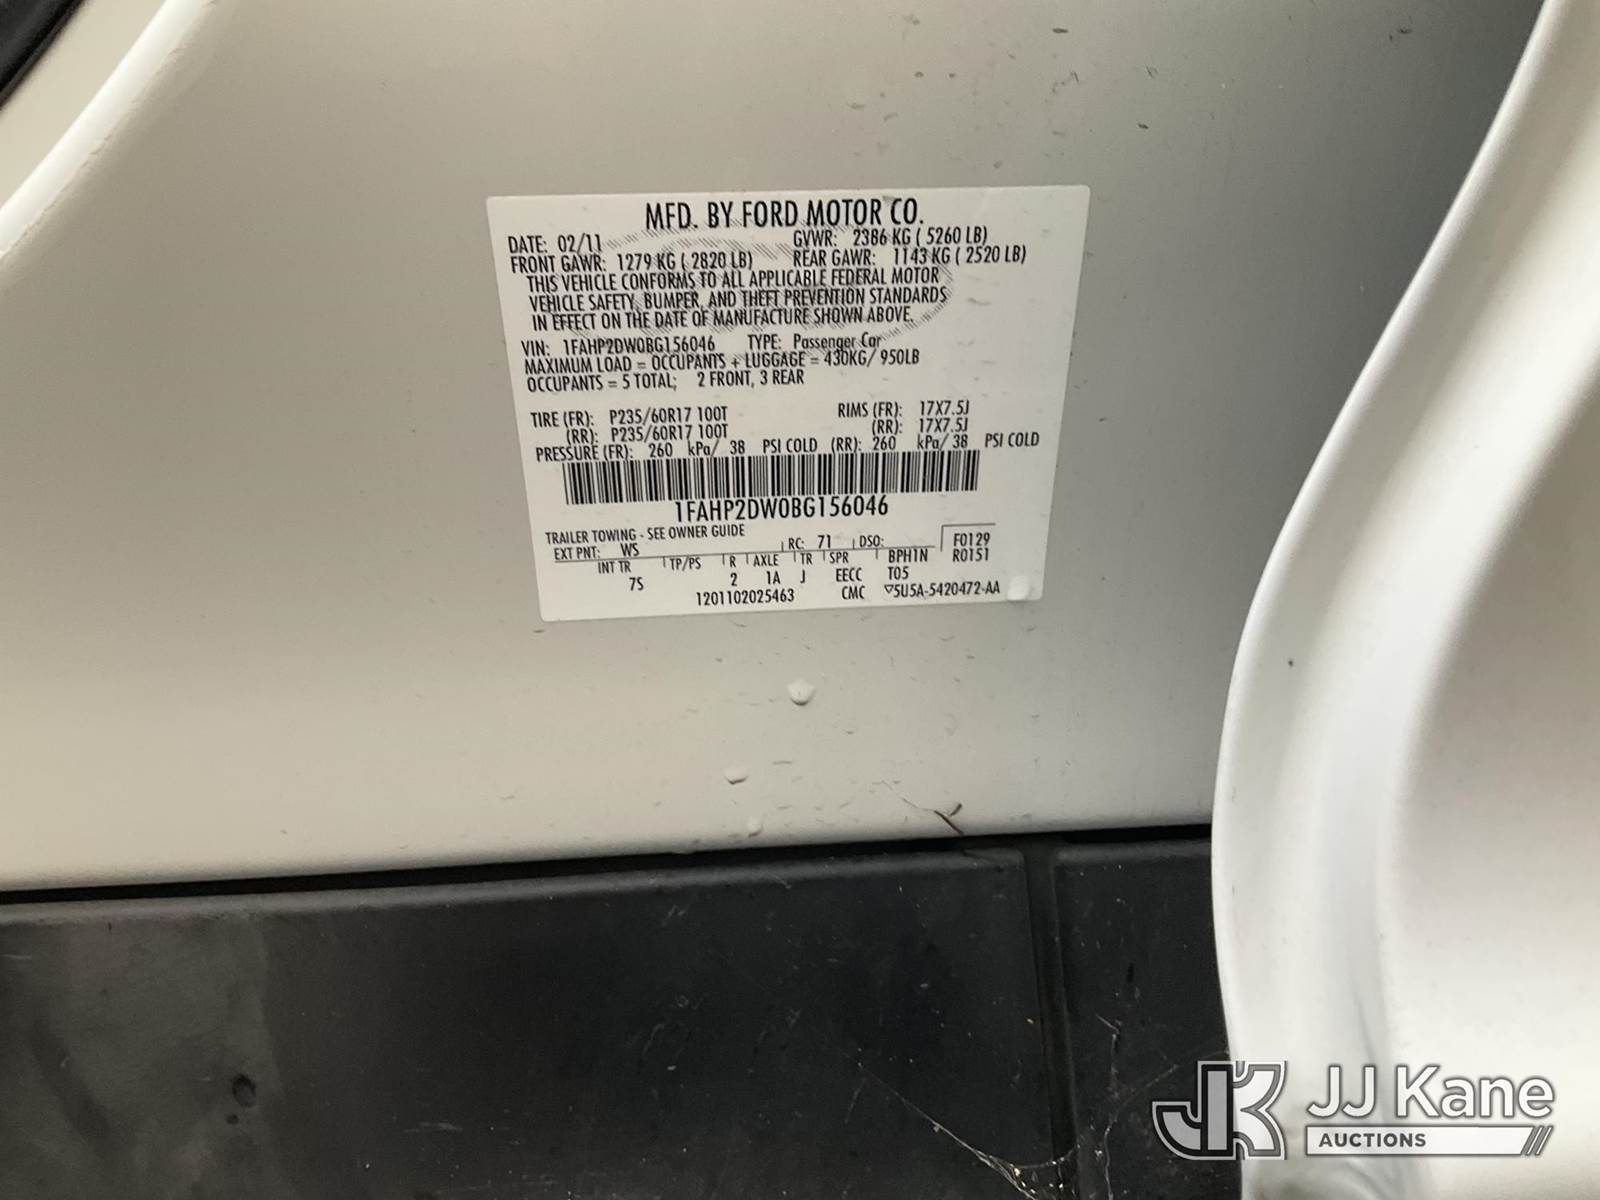 MFD. BY FORD MOTOR CO.
DATE: 02/11 GVWR: 2386 KG ( 5260 LB)
FRONT GAWR: 1279 KG ( 2820 LB) REAR GAWR: 1143 KG ( 2520 LB)
THIS VEHICLE CONFORMS TO ALL APPLICABLE FEDERAL MOTOR
VEHICLE SAFETY, BUMPER, AND THEFT PREVENTION STANDARDS
IN EFFECT ON THE DATE OF MANUFACTURE SHOWN ABOVE.
VIN: 1FAHP2DW0BG156046 TYPE: Passenger Car
MAXIMUM LOAD = OCCUPANTS + LUGGAGE = 430KG/ 950LB
OCCUPANTS = 5 TOTAL; 2 FRONT, 3 REAR
TIRE (FR): P235/60R17 100T RIMS (FR): 17X7.5J
(RR): P235/60R17 100T (RR): 17X7.5J
PRESSURE (FR): 260 kPa/ 38 PSI COLD (RR): 260 kPa/ 38 PSI COLD
1FAHP2DW0BG156046
TRAILER TOWING - SEE OWNER GUIDE
EXT PNT: WS RC: 71 DSO: F0129
INT TR TP/PS R AXLE TR SPR BPH1N R0151
7S 2 1A J EECC T05
1201102025463 CMC ▽5U5A-5420472-AA
JK JJ Kane
AUCTIONS